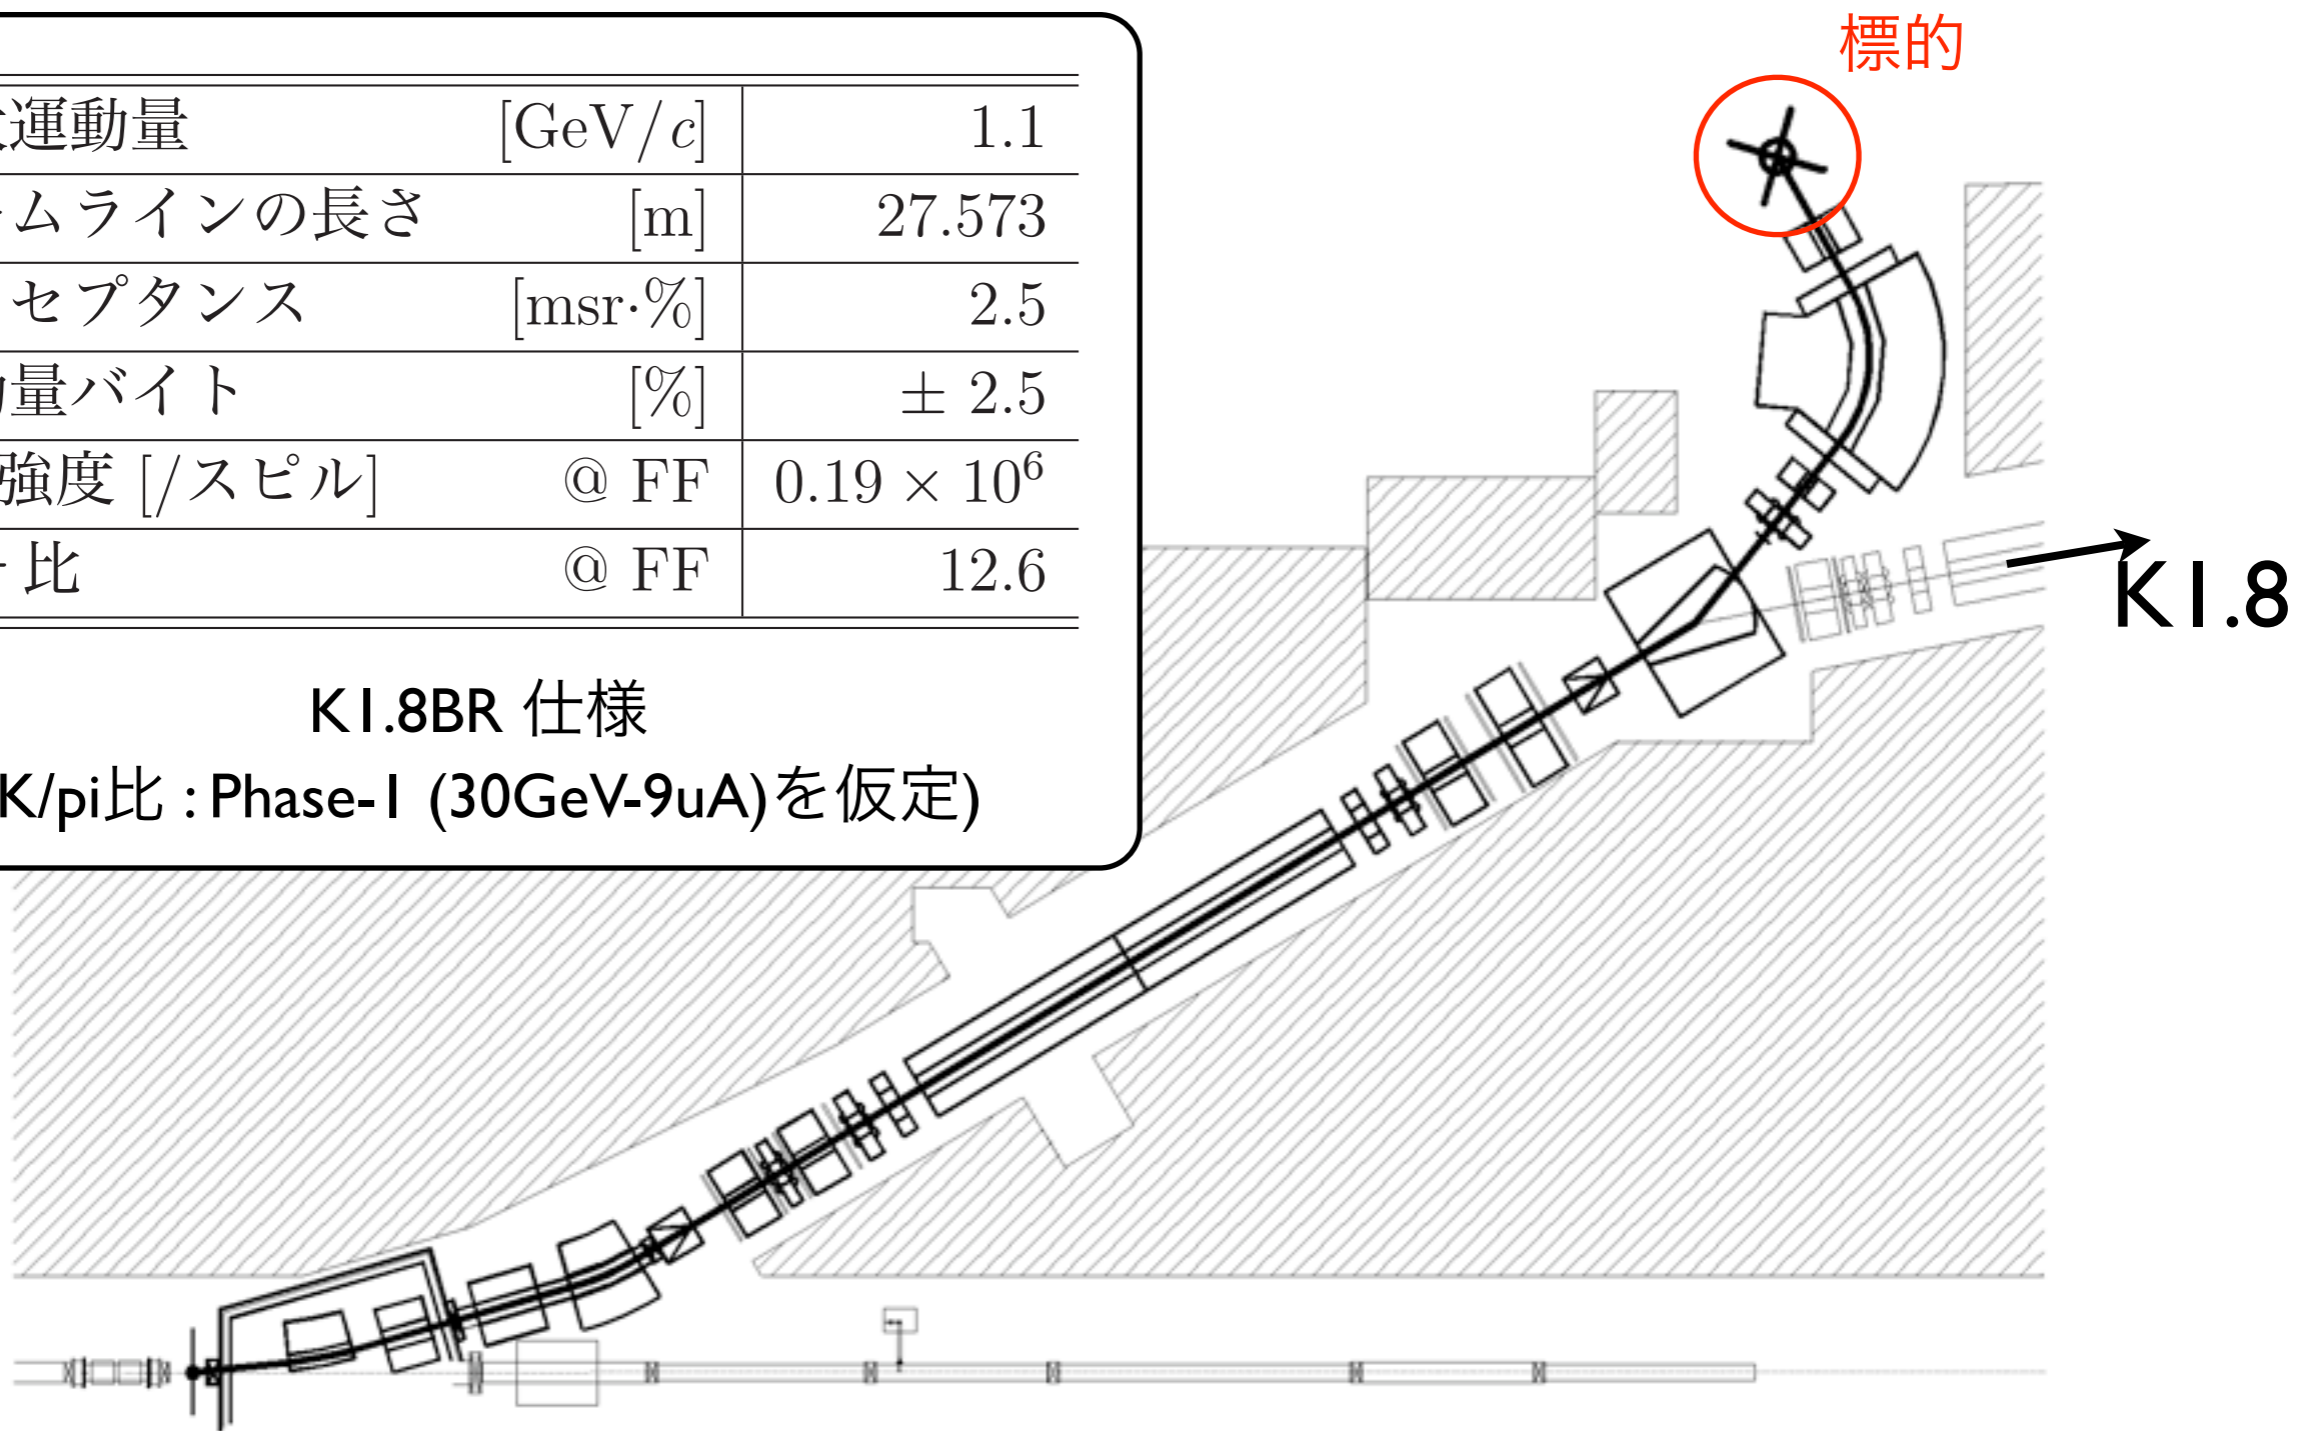 標的
運動量 [GeV/c] 1.1
ムラインの長さ [m] 27.573
セプタンス [msr·%] 2.5
量バイト [%] ± 2.5
強度 [/スピル] @ FF 0.19 × 10⁶
比 @ FF 12.6
K1.8
K1.8BR 仕様
K/pi比 : Phase-1 (30GeV-9uA)を仮定)